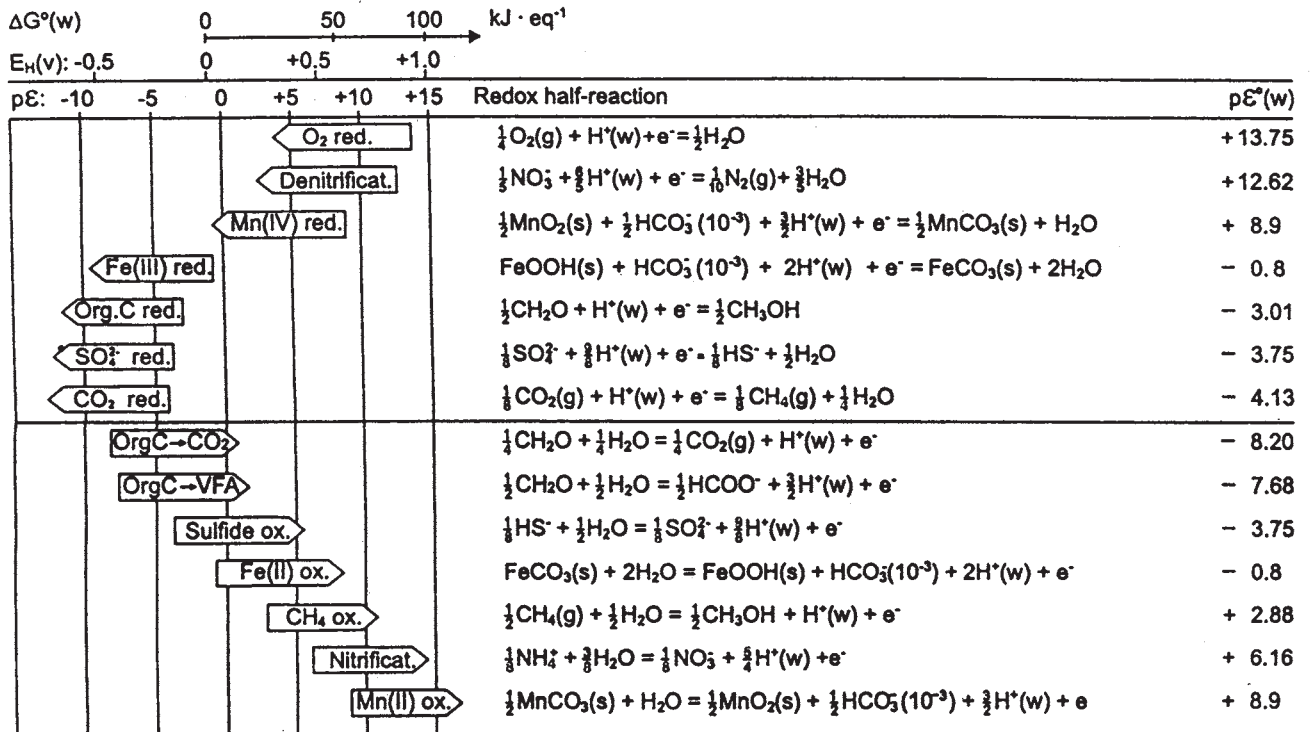 ΔG°(w) 0 50 100 kJ · eq⁻¹
E_H(v): -0.5 0 +0.5 +1.0
pε: -10 -5 0 +5 +10 +15 Redox half-reaction pε°(w)
O₂ red. ¼O₂(g) + H⁺(w)+e⁻=½H₂O +13.75
Denitrificat. ⅕NO₃⁻ +⁶⁄₅H⁺(w) + e⁻ = ⅒N₂(g)+⅗H₂O +12.62
Mn(IV) red. ½MnO₂(s) + ½HCO₃⁻(10⁻³) + ³⁄₂H⁺(w) + e⁻ = ½MnCO₃(s) + H₂O + 8.9
Fe(III) red. FeOOH(s) + HCO₃⁻(10⁻³) + 2H⁺(w) + e⁻ = FeCO₃(s) + 2H₂O − 0.8
Org.C red. ½CH₂O + H⁺(w) + e⁻ = ½CH₃OH − 3.01
SO₄²⁻ red. ⅛SO₄²⁻ + ⁹⁄₈H⁺(w) + e⁻ = ⅛HS⁻ + ½H₂O − 3.75
CO₂ red. ⅛CO₂(g) + H⁺(w) + e⁻ = ⅛CH₄(g) + ¼H₂O − 4.13
OrgC→CO₂ ¼CH₂O + ¼H₂O = ¼CO₂(g) + H⁺(w) + e⁻ − 8.20
OrgC→VFA ½CH₂O + ½H₂O = ½HCOO⁻ + ³⁄₂H⁺(w) + e⁻ − 7.68
Sulfide ox. ⅛HS⁻ + ½H₂O = ⅛SO₄²⁻ + ⁹⁄₈H⁺(w) + e⁻ − 3.75
Fe(II) ox. FeCO₃(s) + 2H₂O = FeOOH(s) + HCO₃⁻(10⁻³) + 2H⁺(w) + e⁻ − 0.8
CH₄ ox. ½CH₄(g) + ½H₂O = ½CH₃OH + H⁺(w) + e⁻ + 2.88
Nitrificat. ⅛NH₄⁺ + ⅜H₂O = ⅛NO₃⁻ + ⁵⁄₄H⁺(w) +e⁻ + 6.16
Mn(II) ox. ½MnCO₃(s) + H₂O = ½MnO₂(s) + ½HCO₃⁻(10⁻³) + ³⁄₂H⁺(w) + e + 8.9